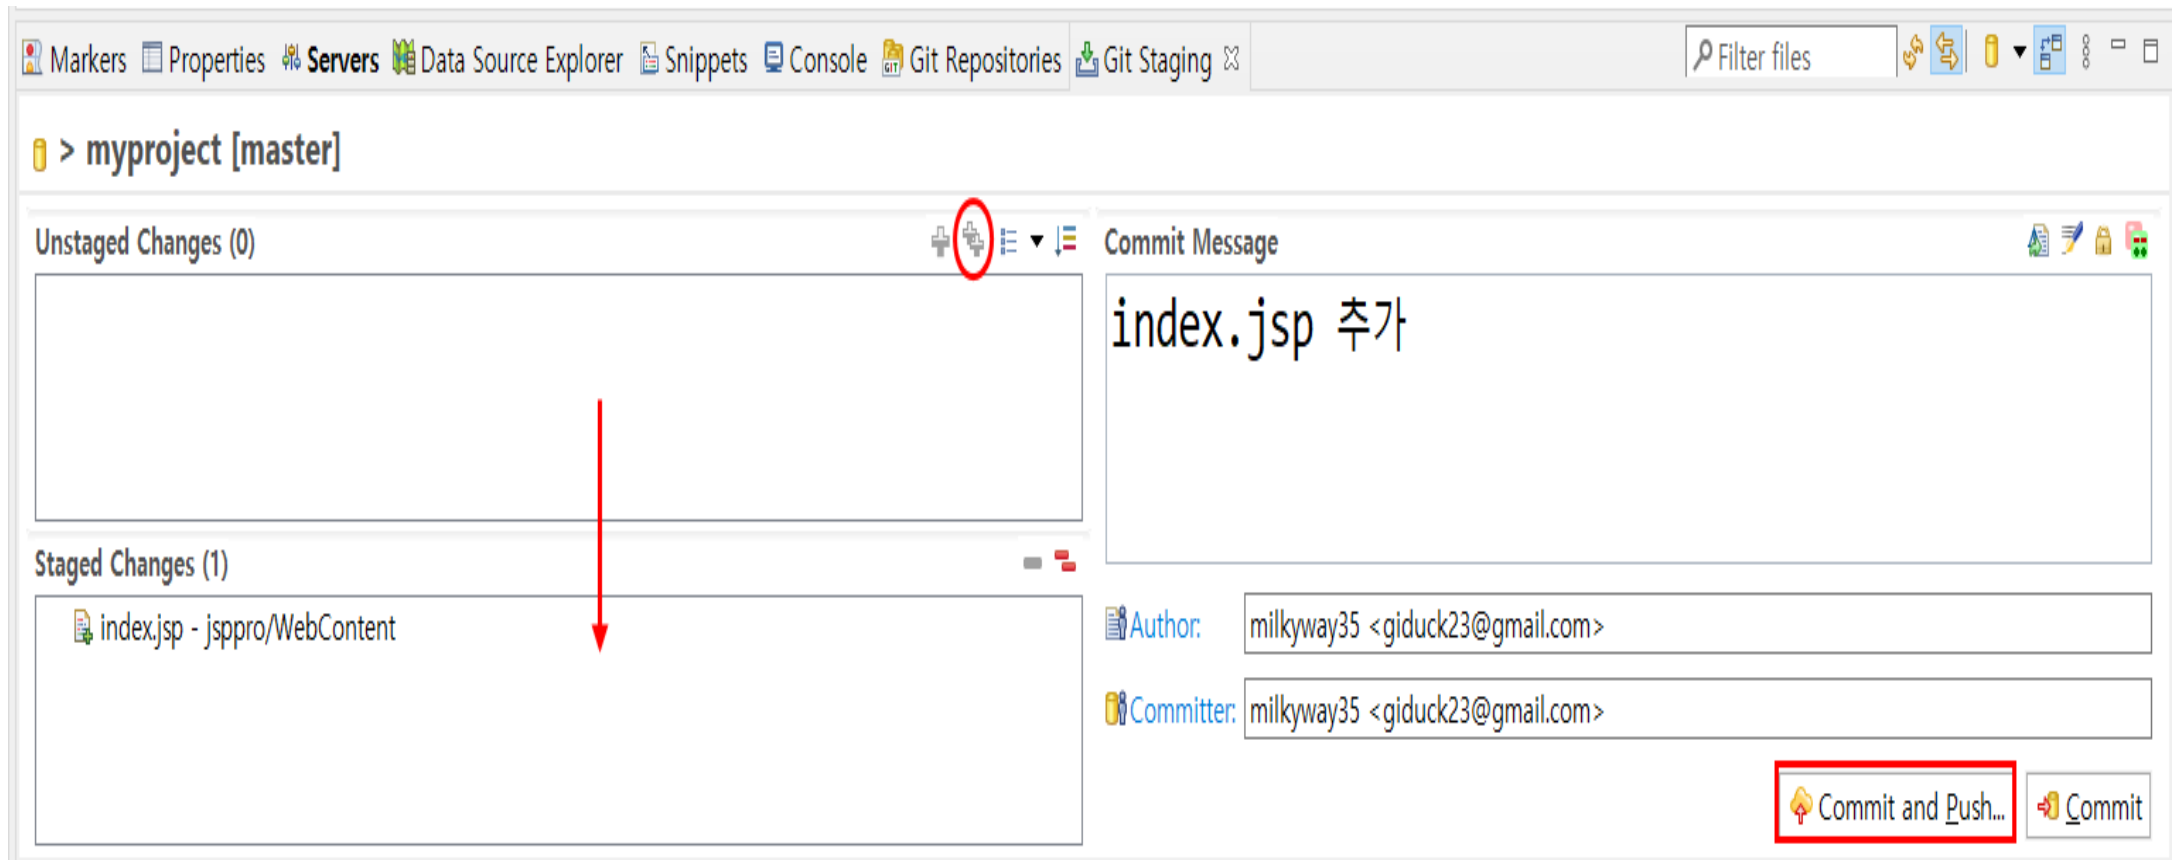 Markers Properties Servers Data Source Explorer Snippets Console Git Repositories Git Staging Filter files
> myproject [master]
Unstaged Changes (0)
Staged Changes (1)
index.jsp - jsppro/WebContent
Commit Message
index.jsp 추가
Author: milkyway35 <giduck23@gmail.com>
Committer: milkyway35 <giduck23@gmail.com>
Commit and Push... Commit